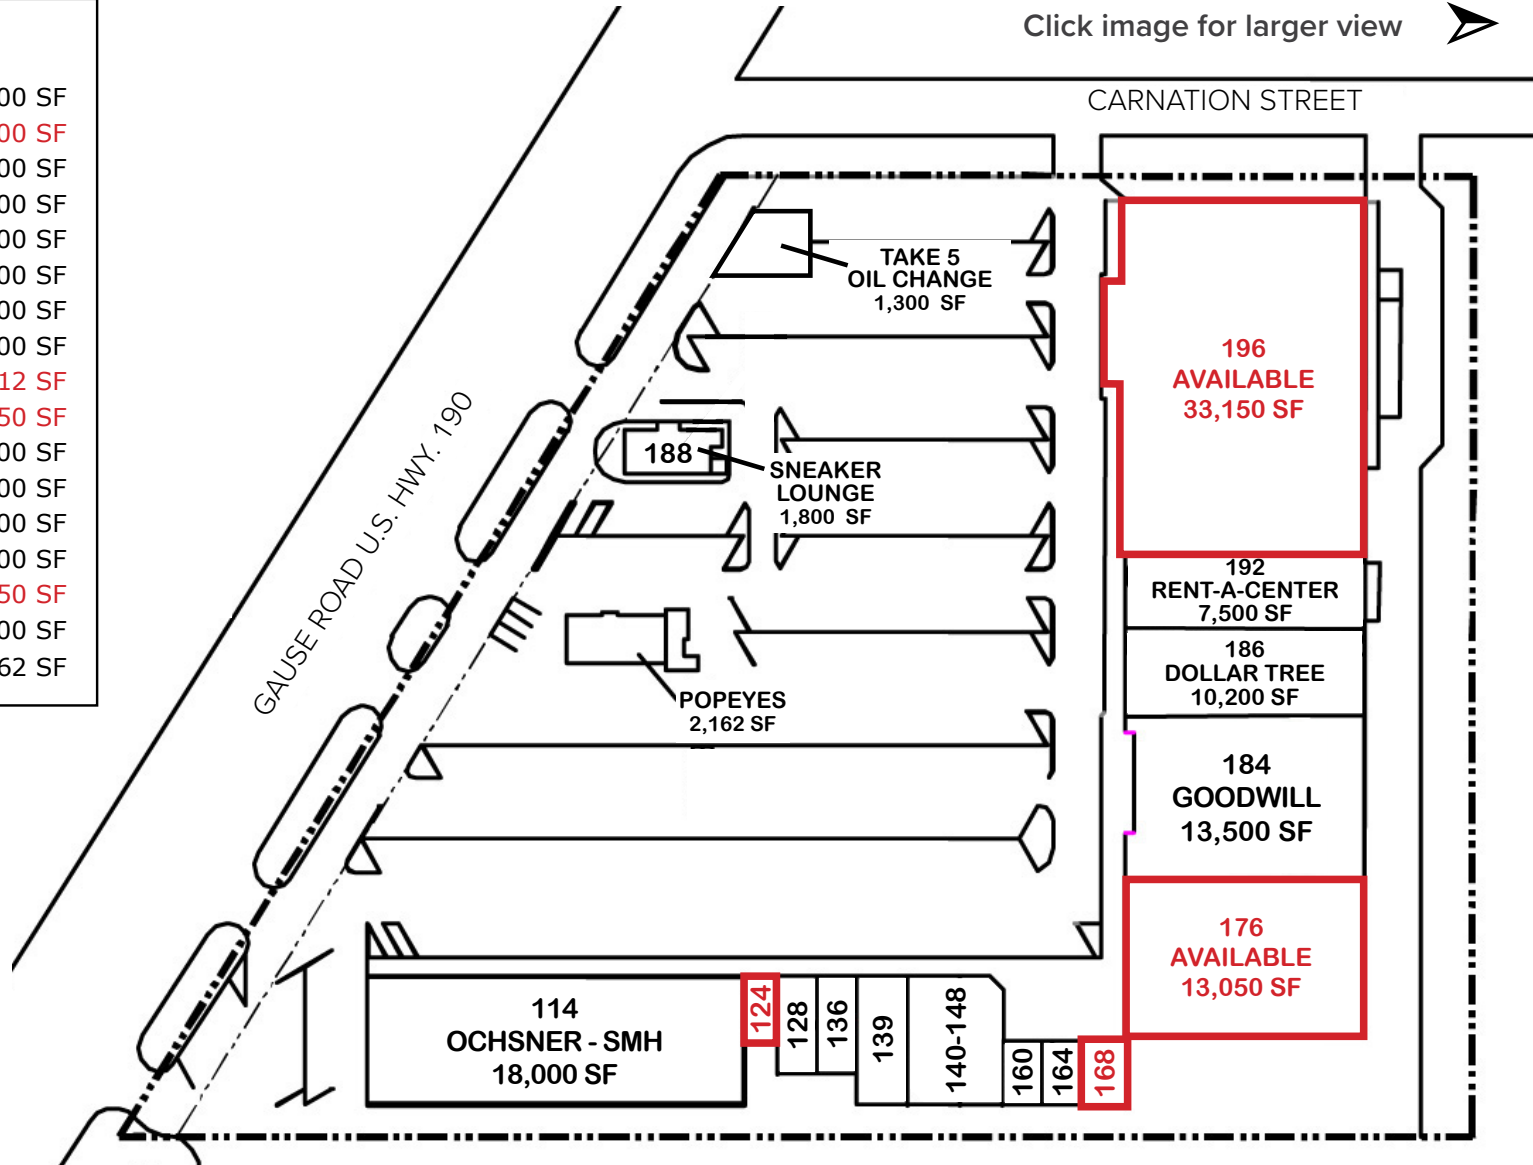 Click image for larger view
CARNATION STREET
00 SF
00 SF
00 SF
00 SF
00 SF
00 SF
00 SF
00 SF
12 SF
50 SF
00 SF
00 SF
00 SF
00 SF
50 SF
00 SF
62 SF
GAUSE ROAD U.S. HWY. 190
TAKE 5
OIL CHANGE
1,300 SF
196
AVAILABLE
33,150 SF
188
SNEAKER
LOUNGE
1,800 SF
192
RENT-A-CENTER
7,500 SF
186
DOLLAR TREE
10,200 SF
POPEYES
2,162 SF
184
GOODWILL
13,500 SF
176
AVAILABLE
13,050 SF
114
OCHSNER - SMH
18,000 SF
124
128
136
139
140-148
160
164
168